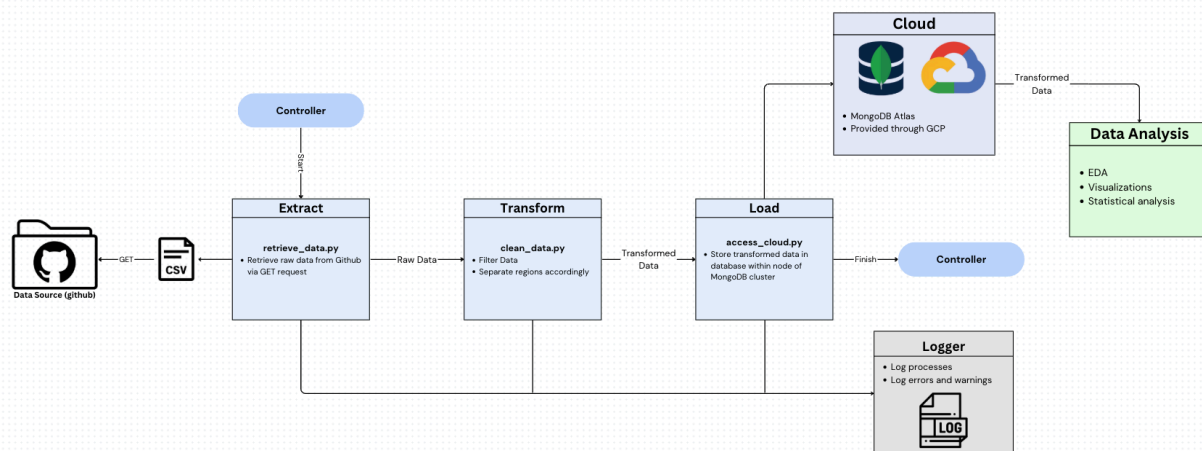 Cloud
• MongoDB Atlas
• Provided through GCP
Transformed
Data
Data Analysis
• EDA
• Visualizations
• Statistical analysis
Controller
Start
Extract
retrieve_data.py
• Retrieve raw data from Github
via GET request
Transform
clean_data.py
• Filter Data
• Separate regions accordingly
Load
access_cloud.py
• Store transformed data in
database within node of
MongoDB cluster
Data Source (github)
GET
CSV
Raw Data
Transformed
Data
Finish
Controller
Logger
• Log processes
• Log errors and warnings
LOG